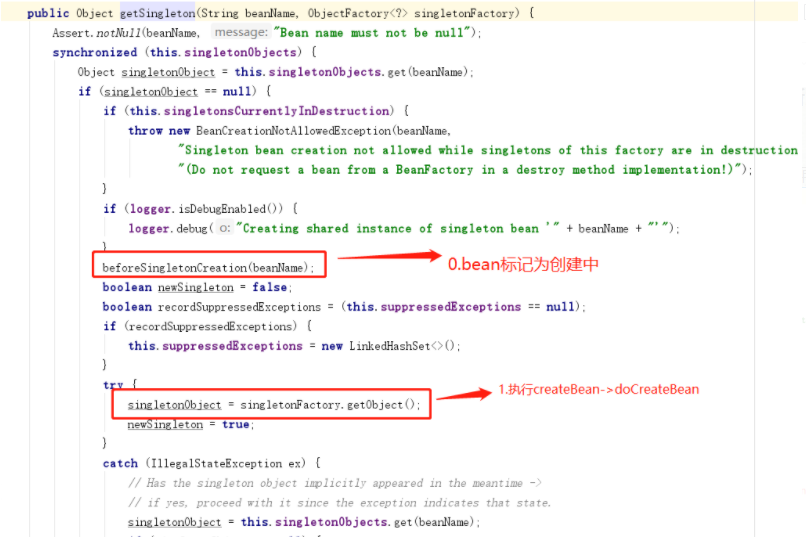 public Object getSingleton(String beanName, ObjectFactory<?> singletonFactory) {
Assert.notNull(beanName, message: "Bean name must not be null");
synchronized (this.singletonObjects) {
Object singletonObject = this.singletonObjects.get(beanName);
if (singletonObject == null) {
if (this.singletonsCurrentlyInDestruction) {
throw new BeanCreationNotAllowedException(beanName,
"Singleton bean creation not allowed while singletons of this factory are in destruction
"(Do not request a bean from a BeanFactory in a destroy method implementation!)");
}
if (logger.isDebugEnabled()) {
logger.debug( o: "Creating shared instance of singleton bean '" + beanName + "'");
}
beforeSingletonCreation(beanName);
0.bean标记为创建中
boolean newSingleton = false;
boolean recordSuppressedExceptions = (this.suppressedExceptions == null);
if (recordSuppressedExceptions) {
this.suppressedExceptions = new LinkedHashSet<>();
}
try {
1.执行createBean->doCreateBean
singletonObject = singletonFactory.getObject();
newSingleton = true;
}
catch (IllegalStateException ex) {
// Has the singleton object implicitly appeared in the meantime ->
// if yes, proceed with it since the exception indicates that state.
singletonObject = this.singletonObjects.get(beanName);